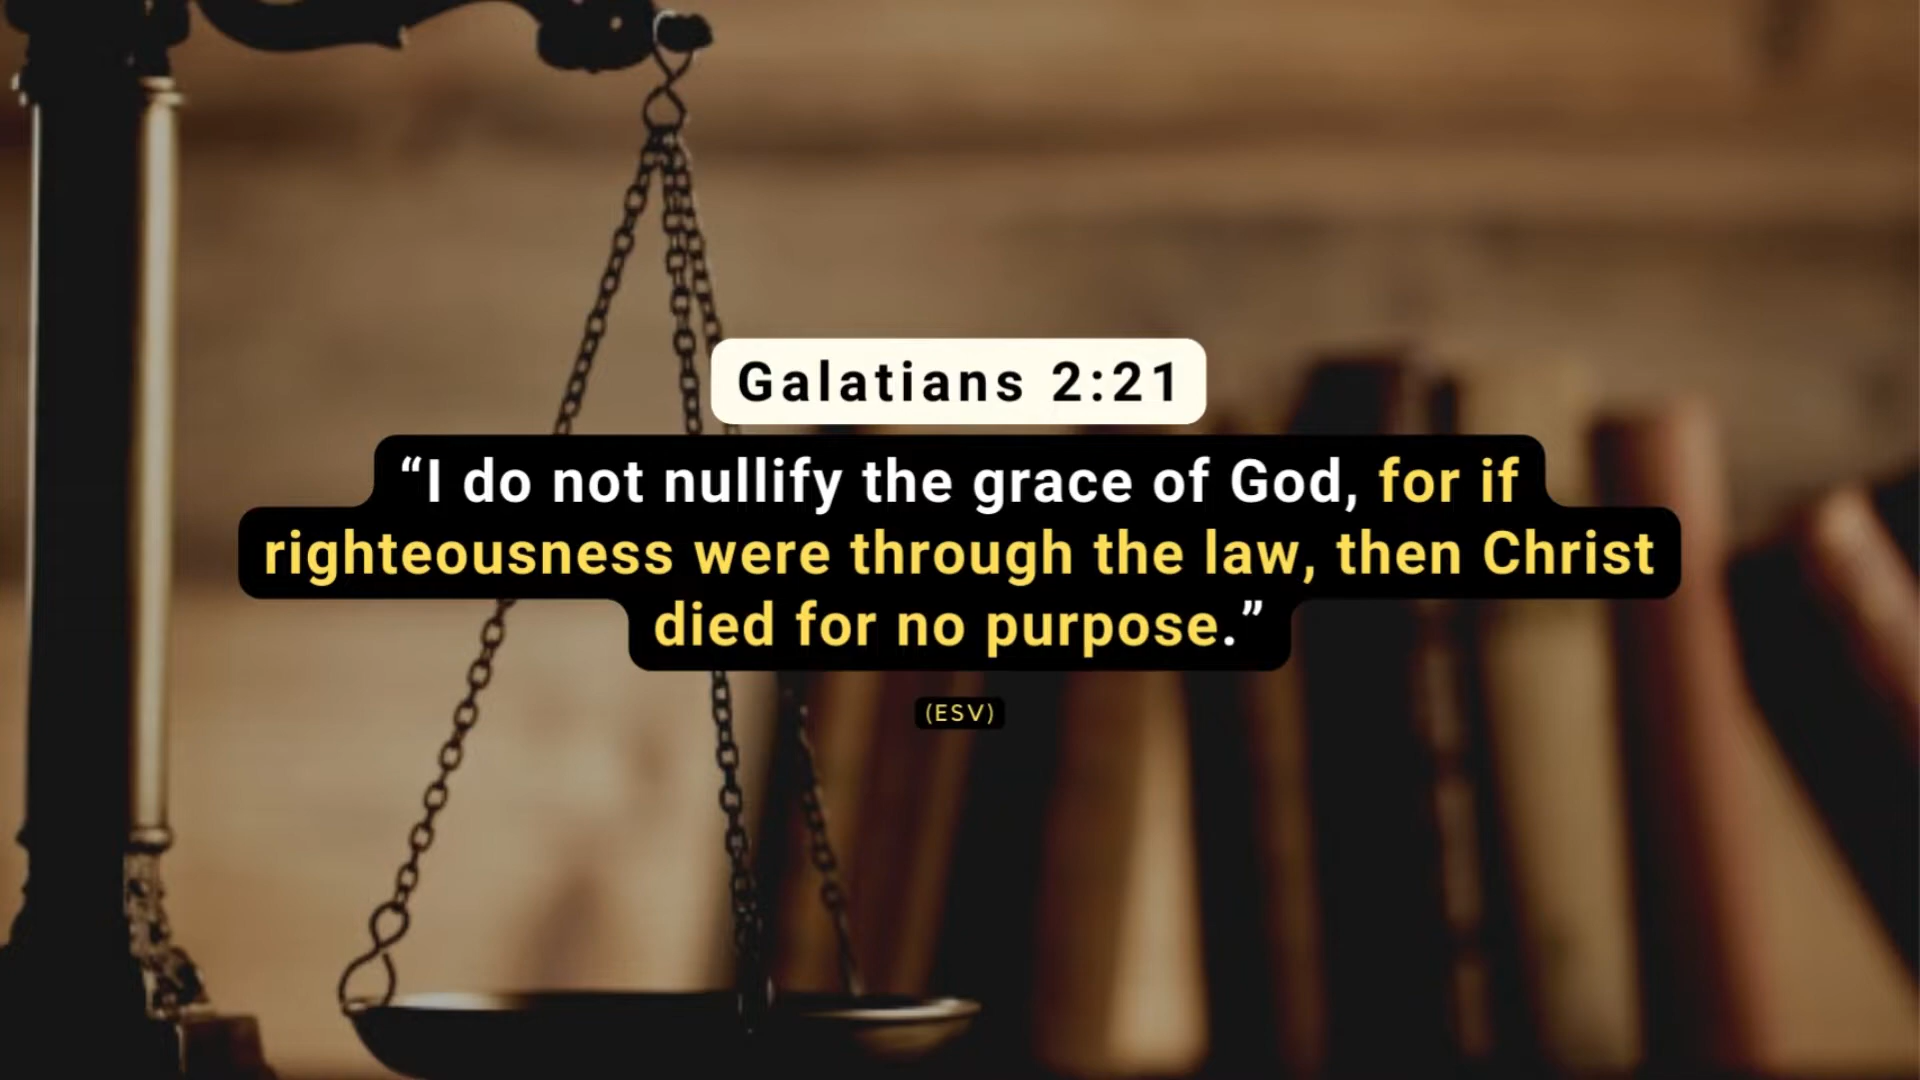 Galatians 2:21
“I do not nullify the grace of God, for if
righteousness were through the law, then Christ
died for no purpose.”
(ESV)